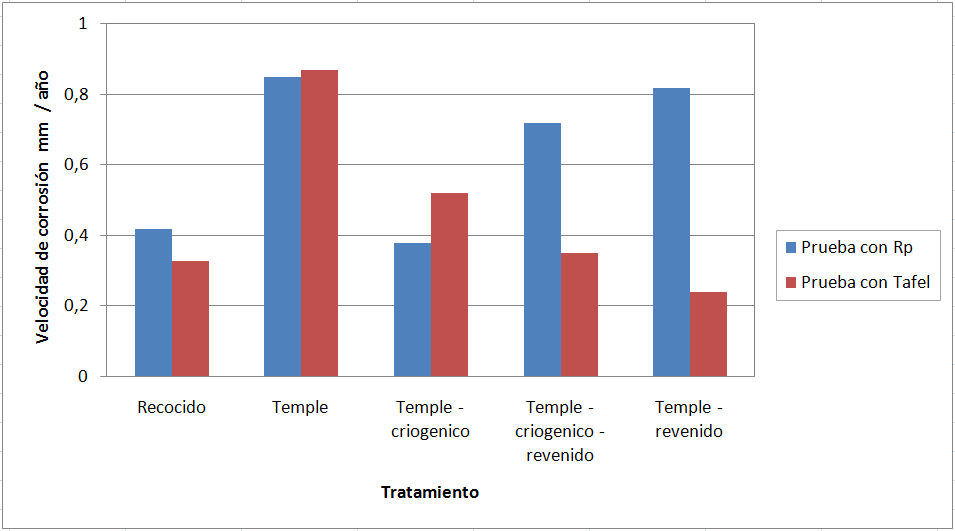 1
0,8
0,6
0,4
0,2
0
Velocidad de corrosión mm / año
Recocido
Temple
Temple -
criogenico
Temple -
criogenico -
revenido
Temple -
revenido
Tratamiento
Prueba con Rp
Prueba con Tafel